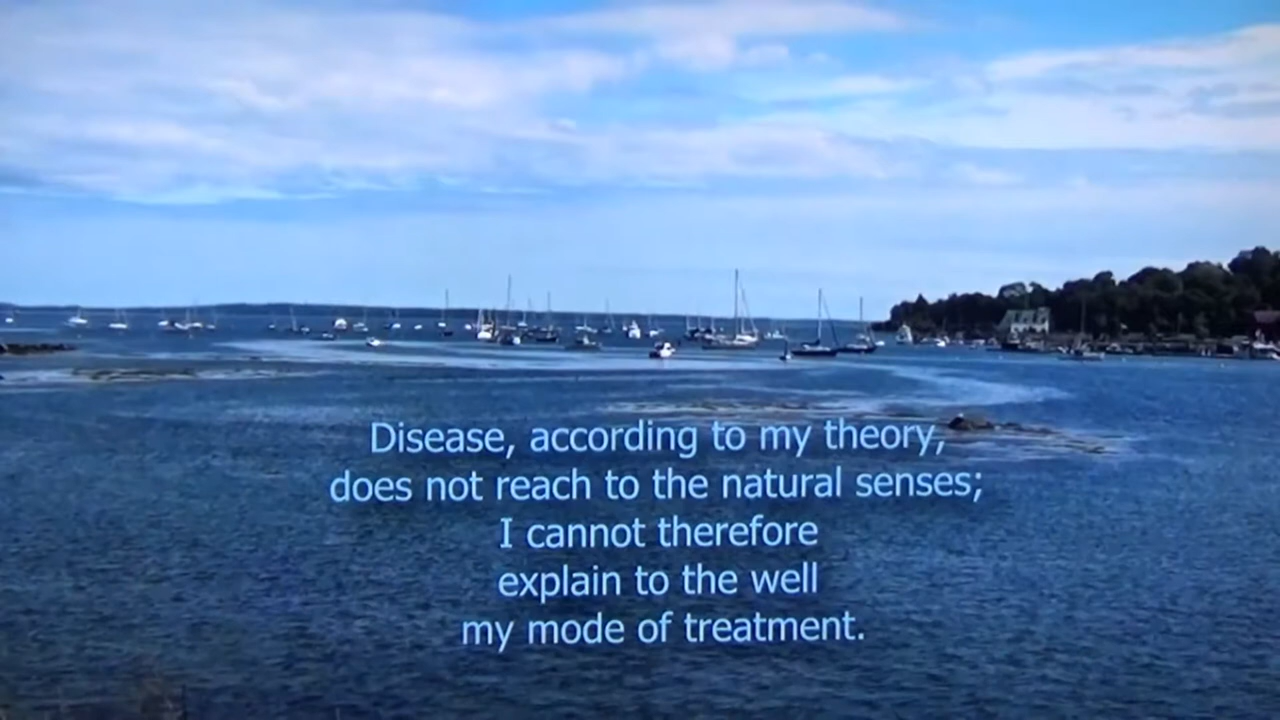 Disease, according to my theory,
does not reach to the natural senses;
I cannot therefore
explain to the well
my mode of treatment.